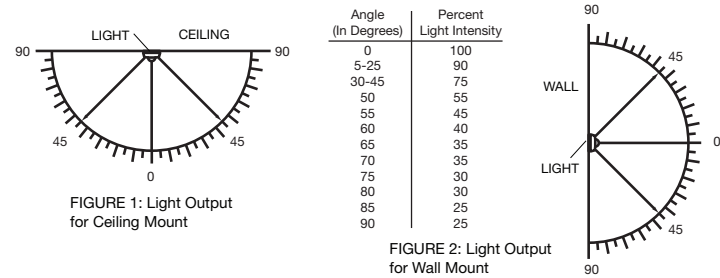 LIGHT CEILING
90 90
45 45
0
FIGURE 1: Light Output
for Ceiling Mount
Angle Percent
(In Degrees) Light Intensity
0 100
5-25 90
30-45 75
50 55
55 45
60 40
65 35
70 35
75 30
80 30
85 25
90 25
FIGURE 2: Light Output
for Wall Mount
90
45
WALL
0
LIGHT
45
90